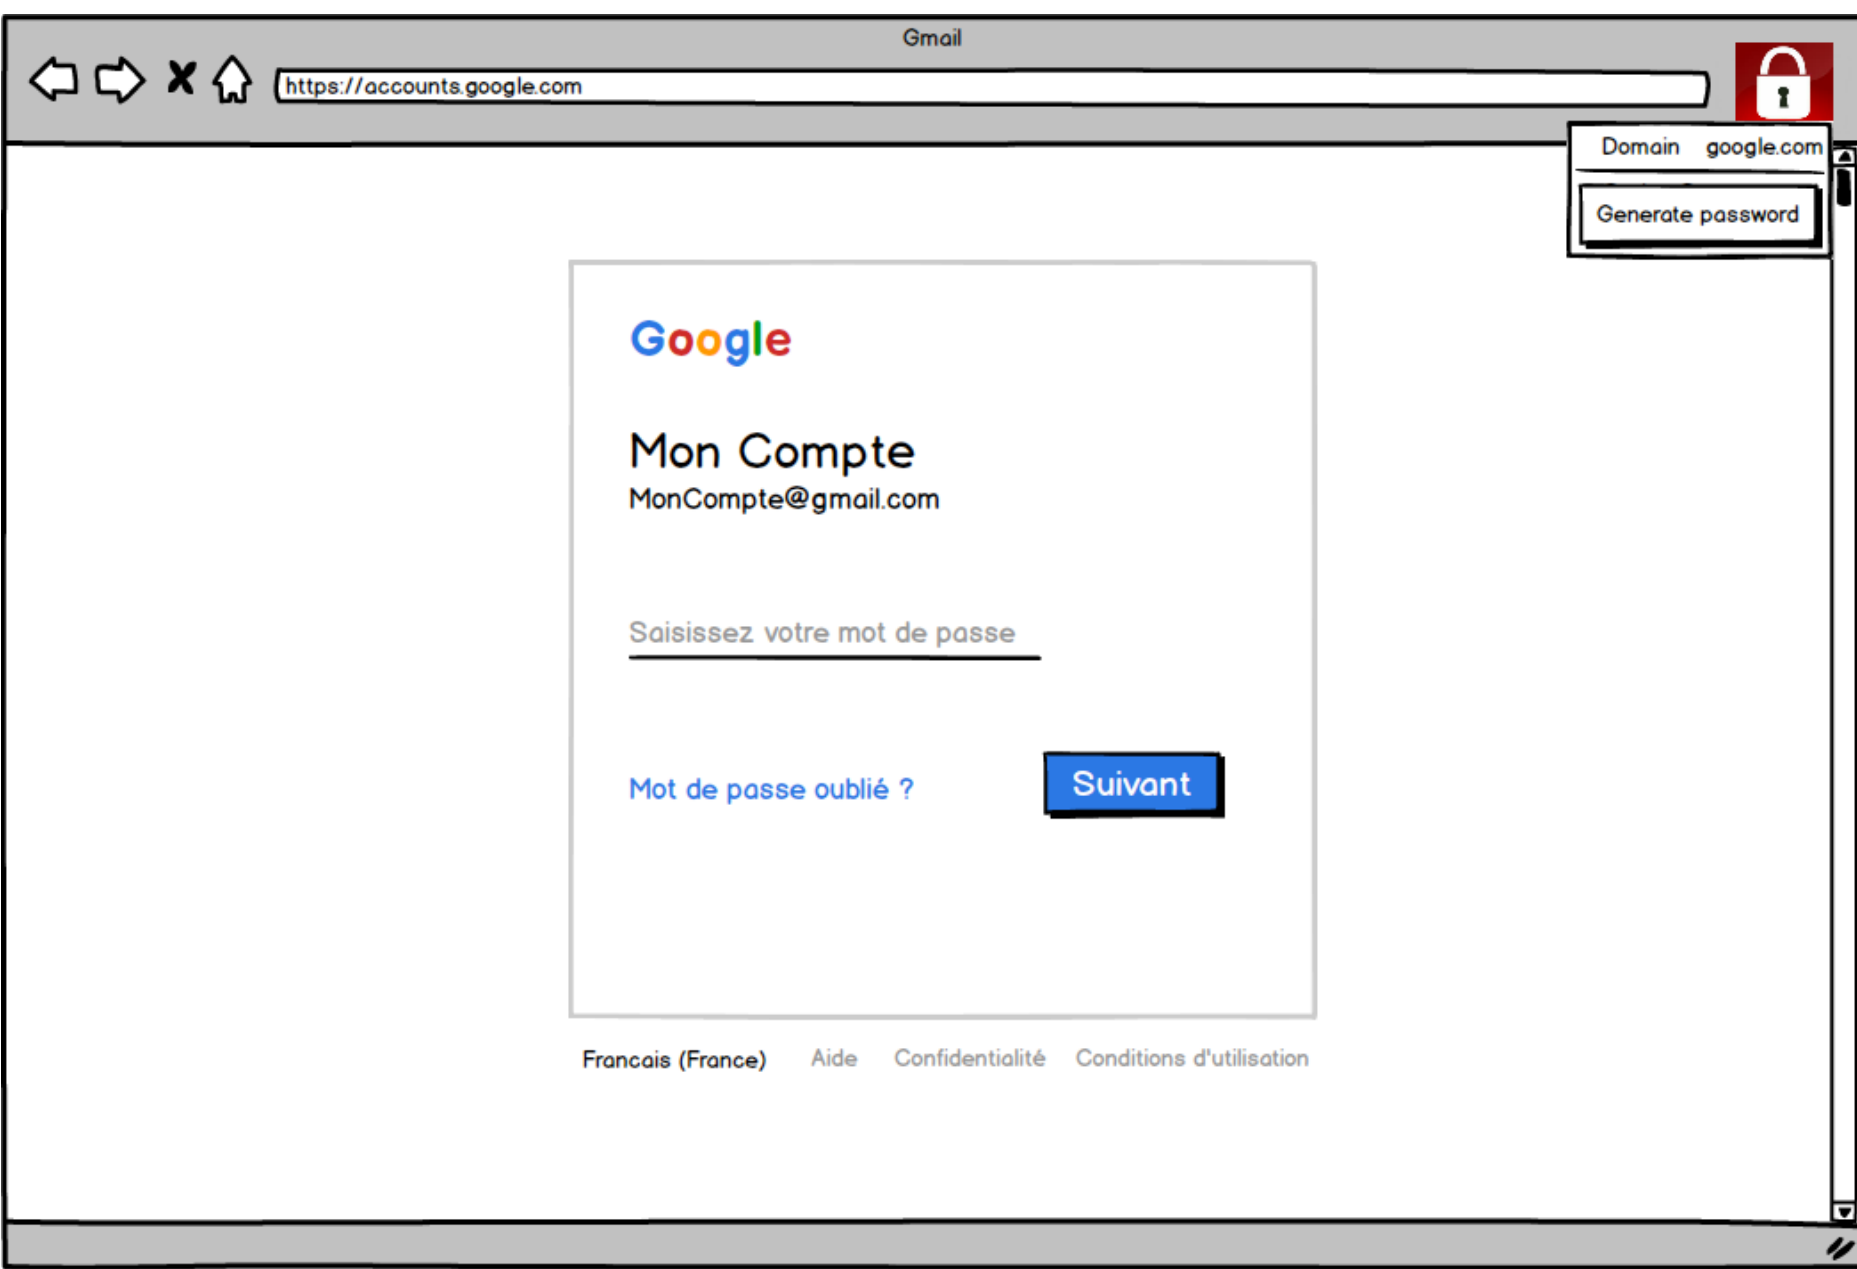 Gmail
https://accounts.google.com
Domain google.com
Generate password
Google
Mon Compte
MonCompte@gmail.com
Saisissez votre mot de passe
Mot de passe oublié ?
Suivant
Francais (France) Aide Confidentialité Conditions d'utilisation